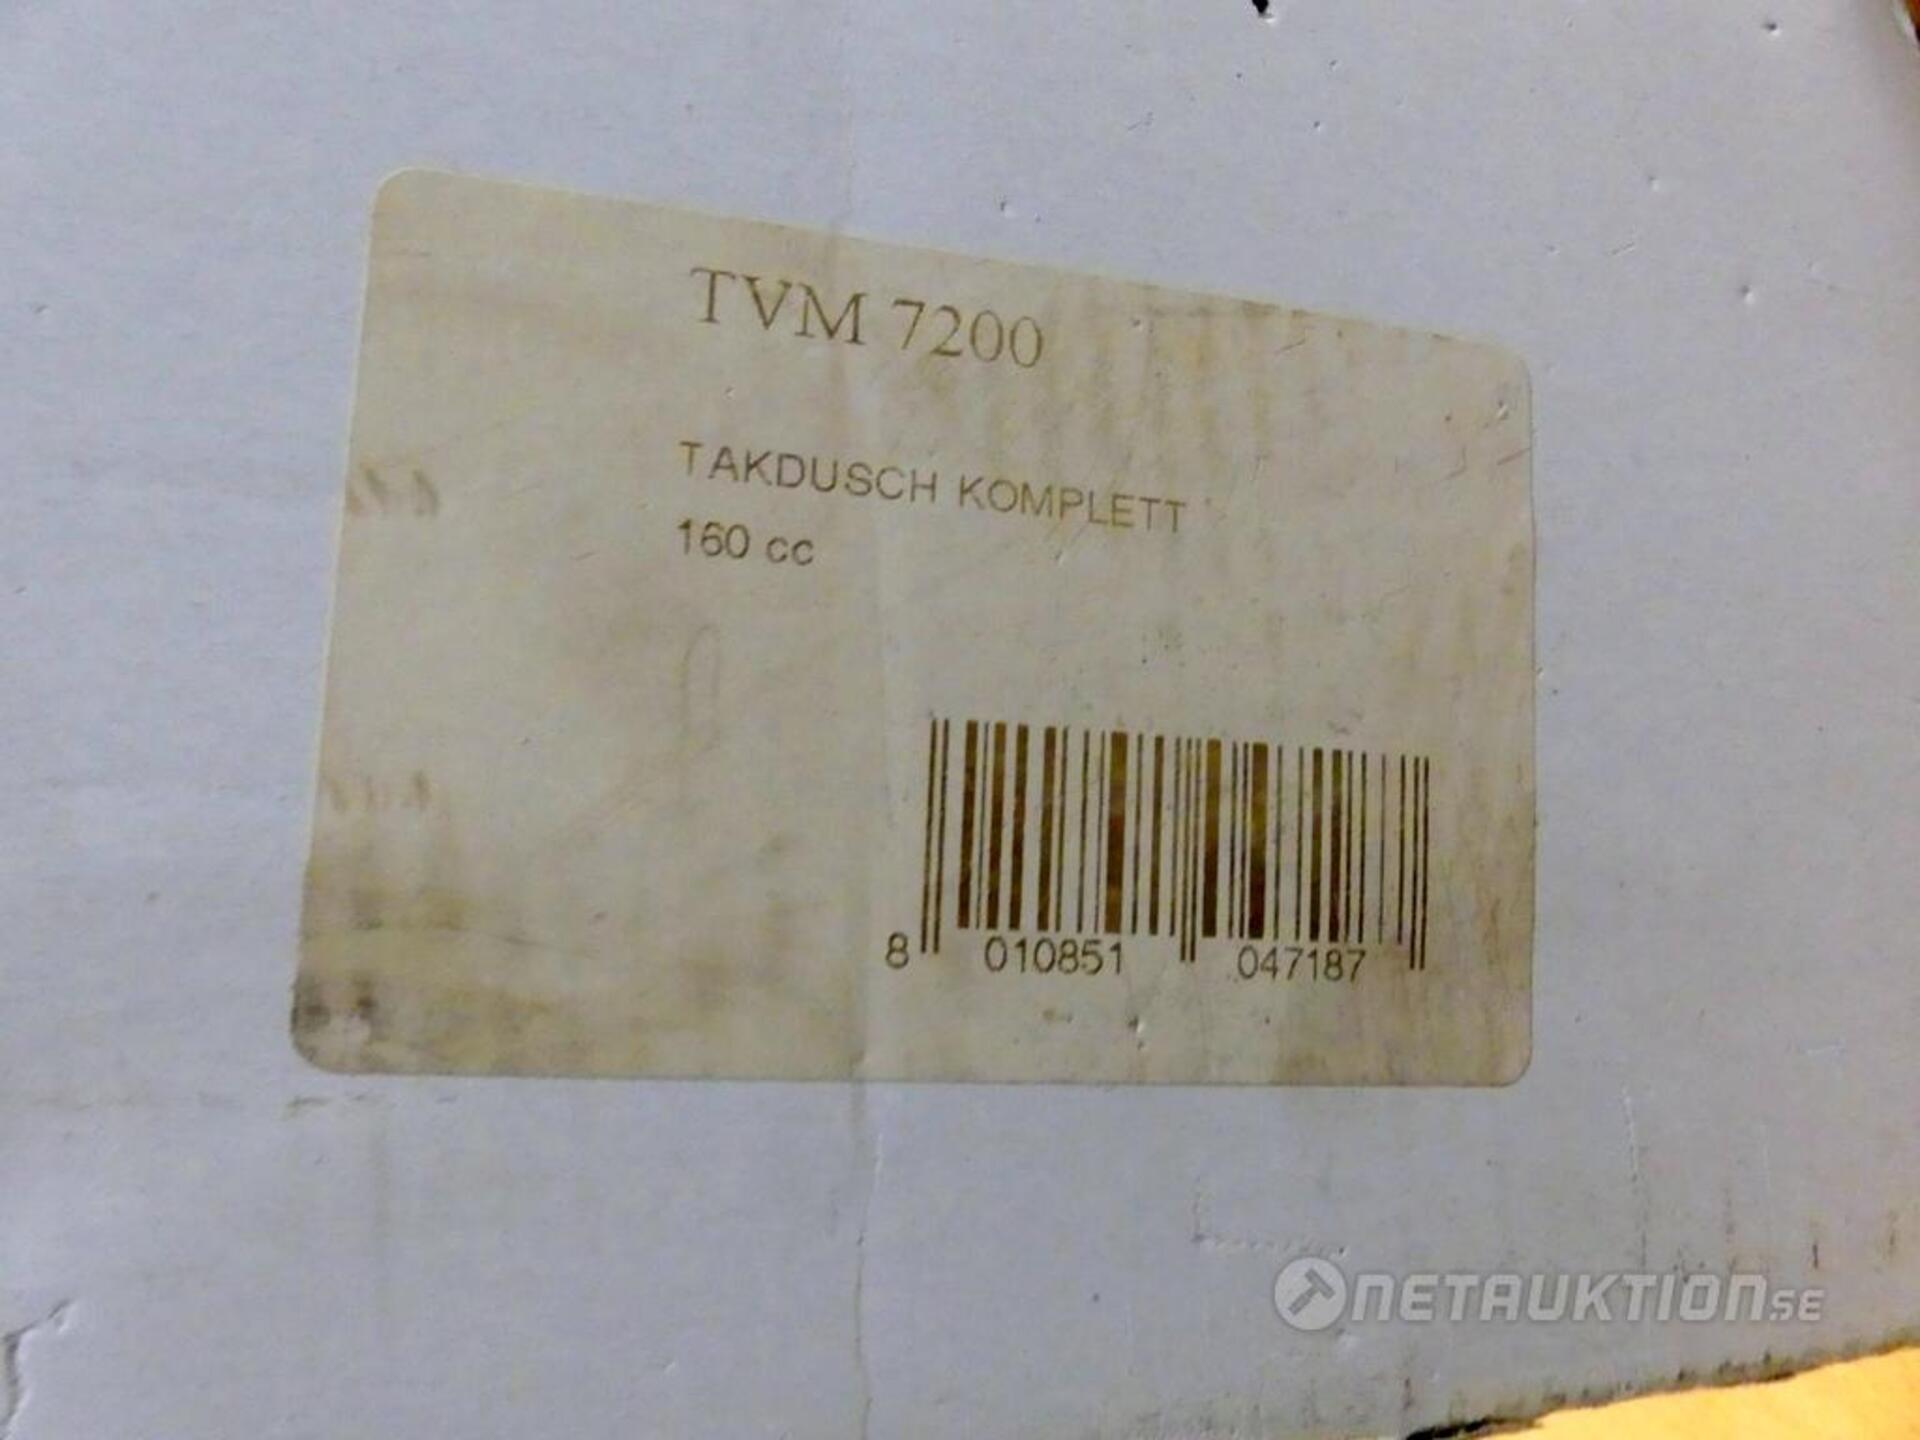 TVM 7200
TAKDUSCH KOMPLETT
160 cc
8 010851 047187
NETAUKTION.SE